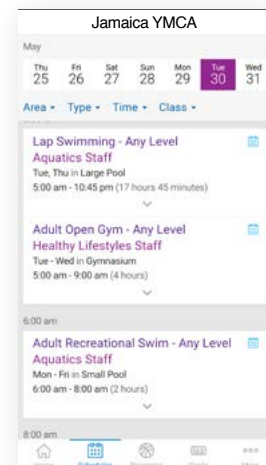 Jamaica YMCA
May
Thu Fri Sat Sun Mon Tue Wed
25 26 27 28 29 30 31
Area Type Time Class
Lap Swimming - Any Level
Aquatics Staff
Tue, Thu in Large Pool
5:00 am - 10:45 pm (17 hours 45 minutes)
Adult Open Gym - Any Level
Healthy Lifestyles Staff
Tue - Wed in Gymnasium
5:00 am - 9:00 am (4 hours)
6:00 am
Adult Recreational Swim - Any Level
Aquatics Staff
Mon - Fri in Small Pool
6:00 am - 8:00 am (2 hours)
8:00 am